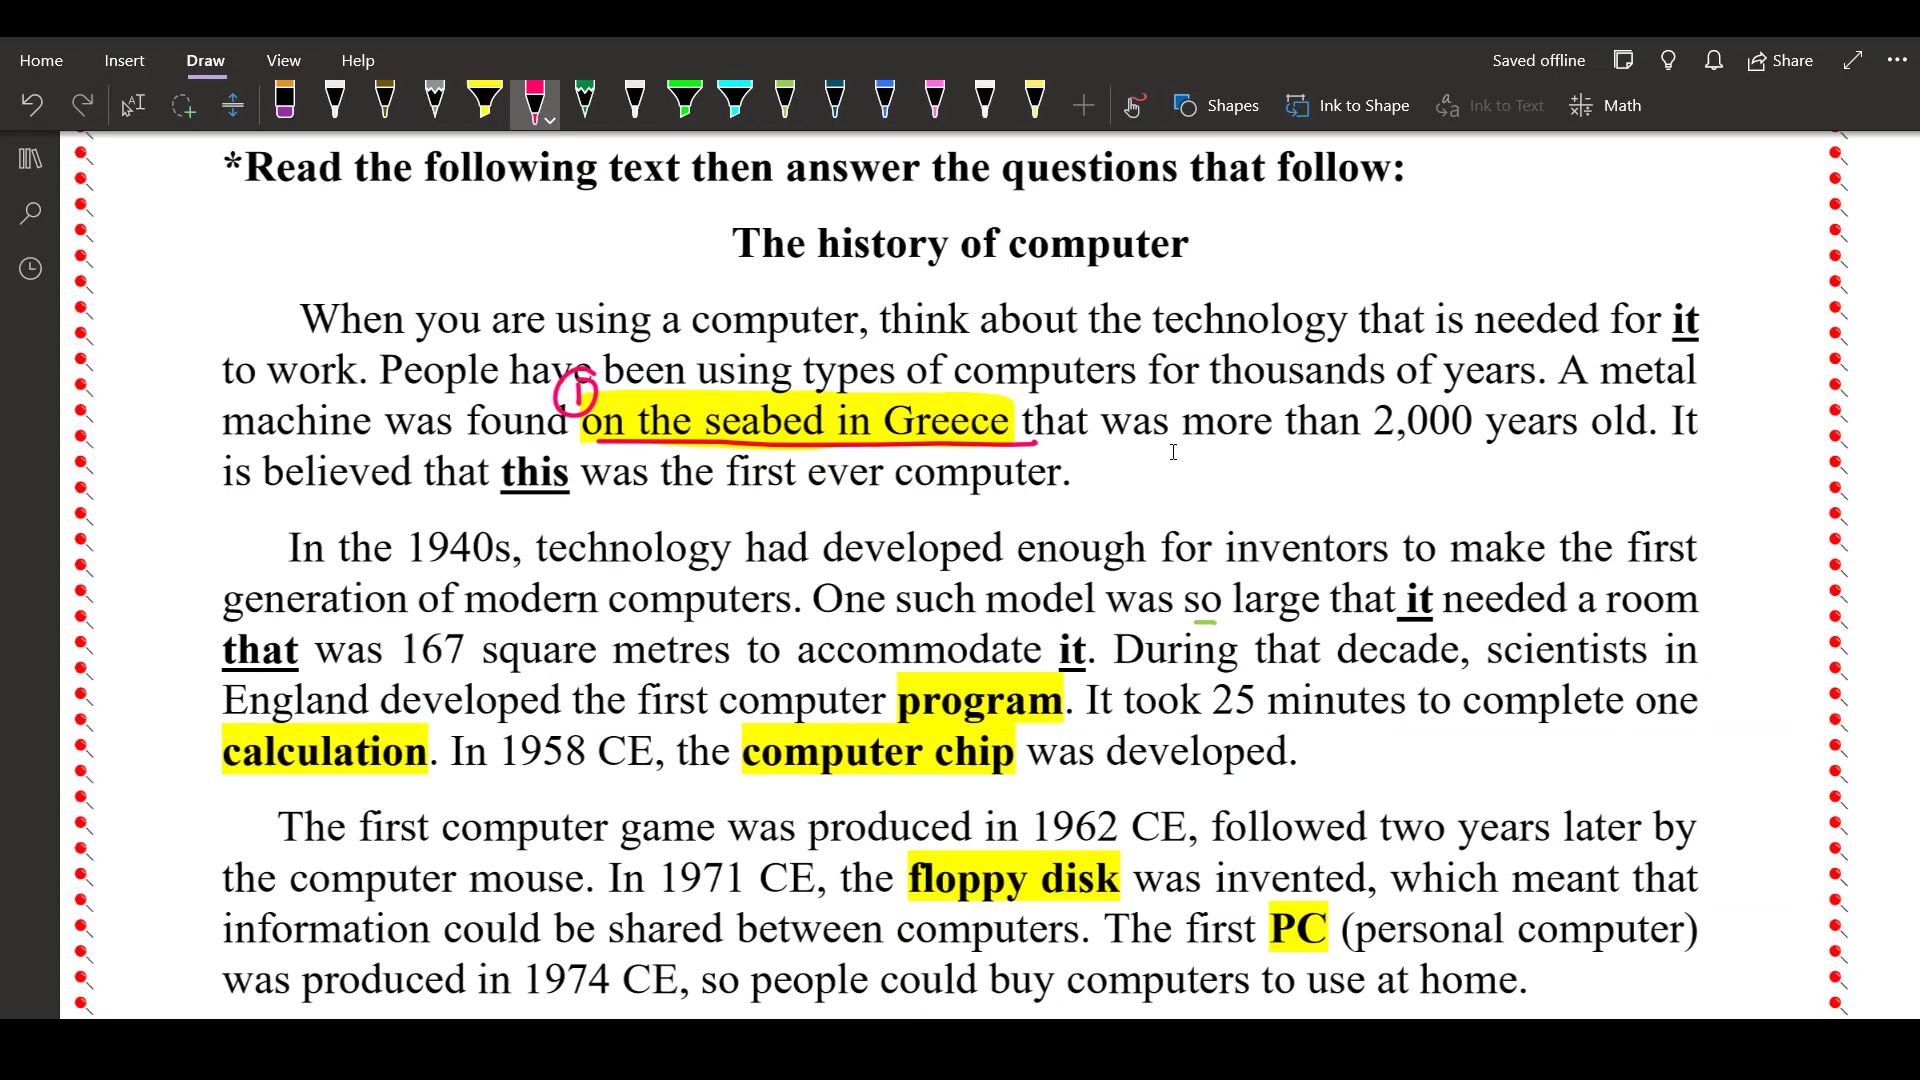 Home Insert Draw View Help Saved offline Share
Shapes Ink to Shape Ink to Text Math
*Read the following text then answer the questions that follow:
The history of computer
When you are using a computer, think about the technology that is needed for it
to work. People have been using types of computers for thousands of years. A metal
1
machine was found on the seabed in Greece that was more than 2,000 years old. It
is believed that this was the first ever computer.
In the 1940s, technology had developed enough for inventors to make the first
generation of modern computers. One such model was so large that it needed a room
that was 167 square metres to accommodate it. During that decade, scientists in
England developed the first computer program. It took 25 minutes to complete one
calculation. In 1958 CE, the computer chip was developed.
The first computer game was produced in 1962 CE, followed two years later by
the computer mouse. In 1971 CE, the floppy disk was invented, which meant that
information could be shared between computers. The first PC (personal computer)
was produced in 1974 CE, so people could buy computers to use at home.